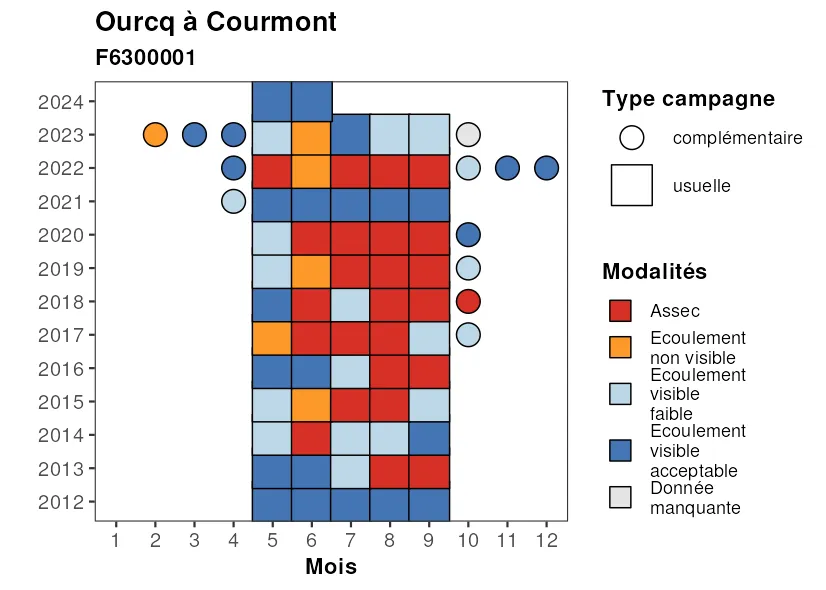 Ourcq à Courmont
F6300001
2024
2023
2022
2021
2020
2019
2018
2017
2016
2015
2014
2013
2012
1 2 3 4 5 6 7 8 9 10 11 12
Mois
Type campagne
complémentaire
usuelle
Modalités
Assec
Ecoulement
non visible
Ecoulement
visible
faible
Ecoulement
visible
acceptable
Donnée
manquante